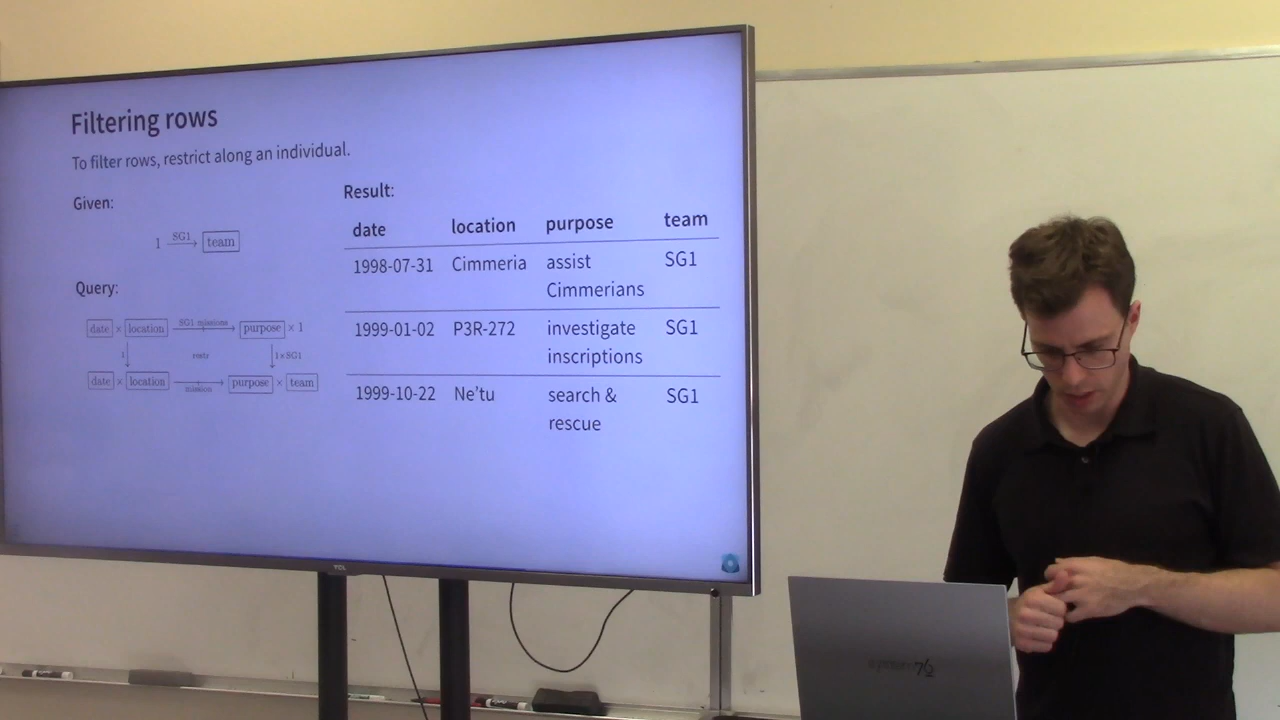 Filtering rows
To filter rows, restrict along an individual.
Given:
1 SG1 team
Query:
date × location SG1 missions purpose × 1
1 restr 1×SG1
date × location mission purpose × team
Result:
date location purpose team
1998-07-31 Cimmeria assist SG1
Cimmerians
1999-01-02 P3R-272 investigate SG1
inscriptions
1999-10-22 Ne'tu search & SG1
rescue
TCL